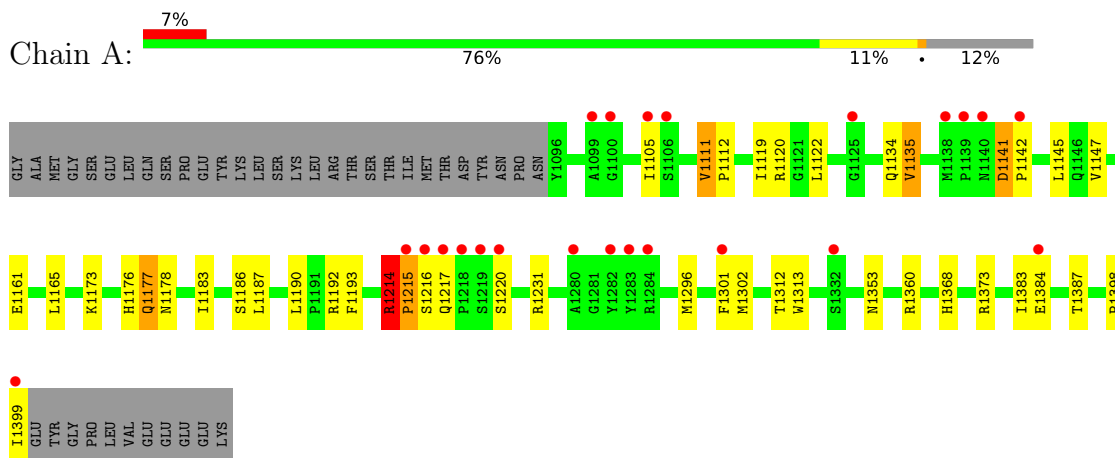 7%
Chain A:
76% 11% • 12%
GLY ALA MET GLY SER GLU LEU GLN SER PRO GLU TYR LYS LEU SER LYS LEU ARG THR SER THR ILE MET THR ASP TYR ASN PRO ASN Y1096 A1099 G1100 I1105 S1106 V1111 P1112 I1119 R1120 G1121 L1122 G1125 Q1134 V1135 M1138 P1139 N1140 D1141 P1142 L1145 Q1146 V1147
E1161 L1165 K1173 H1176 Q1177 N1178 I1183 S1186 L1187 L1190 P1191 R1192 F1193 R1214 P1215 S1216 Q1217 P1218 S1219 S1220 R1231 A1280 G1281 Y1282 Y1283 R1284 M1296 F1301 M1302 T1312 W1313 S1332 N1353 R1360 H1368 R1373 I1383 E1384 T1387
I1399 GLU TYR GLY PRO LEU VAL GLU GLU GLU GLU LYS